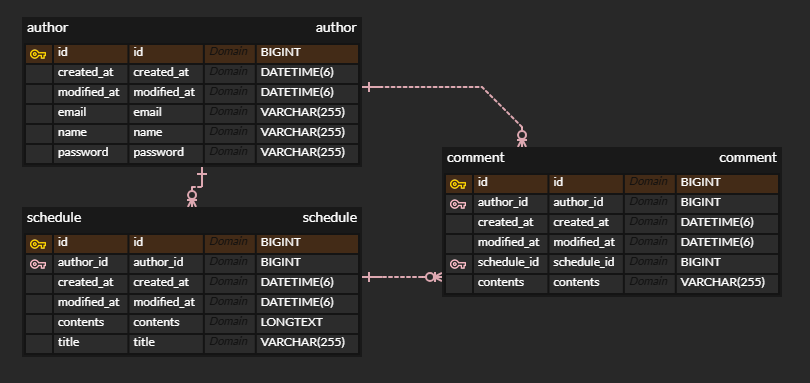 author author
id id Domain BIGINT
created_at created_at Domain DATETIME(6)
modified_at modified_at Domain DATETIME(6)
email email Domain VARCHAR(255)
name name Domain VARCHAR(255)
password password Domain VARCHAR(255)
comment comment
id id Domain BIGINT
author_id author_id Domain BIGINT
created_at created_at Domain DATETIME(6)
modified_at modified_at Domain DATETIME(6)
schedule_id schedule_id Domain BIGINT
contents contents Domain VARCHAR(255)
schedule schedule
id id Domain BIGINT
author_id author_id Domain BIGINT
created_at created_at Domain DATETIME(6)
modified_at modified_at Domain DATETIME(6)
contents contents Domain LONGTEXT
title title Domain VARCHAR(255)